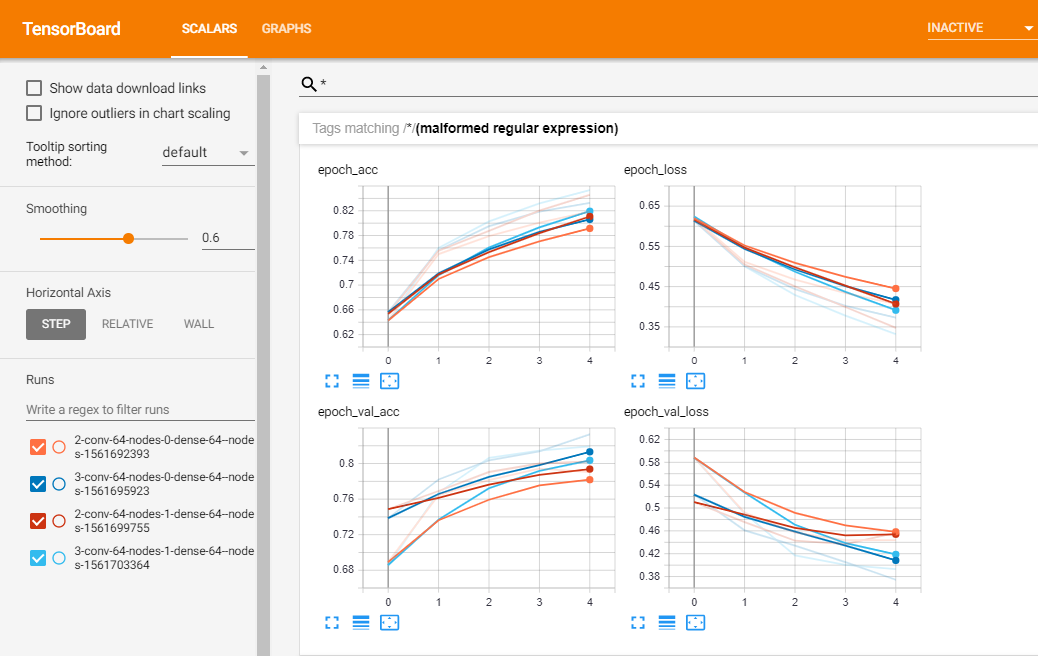 TensorBoard SCALARS GRAPHS INACTIVE
Show data download links
Ignore outliers in chart scaling
Tooltip sorting
method:
default
Smoothing
0.6
Horizontal Axis
STEP RELATIVE WALL
Runs
Write a regex to filter runs
2-conv-64-nodes-0-dense-64--node
s-1561692393
3-conv-64-nodes-0-dense-64--node
s-1561695923
2-conv-64-nodes-1-dense-64--node
s-1561699755
3-conv-64-nodes-1-dense-64--node
s-1561703364
*
Tags matching /*/(malformed regular expression)
epoch_acc
0.82
0.78
0.74
0.7
0.66
0.62
0 1 2 3 4
epoch_loss
0.65
0.55
0.45
0.35
0 1 2 3 4
epoch_val_acc
0.8
0.76
0.72
0.68
0 1 2 3 4
epoch_val_loss
0.62
0.58
0.54
0.5
0.46
0.42
0.38
0 1 2 3 4